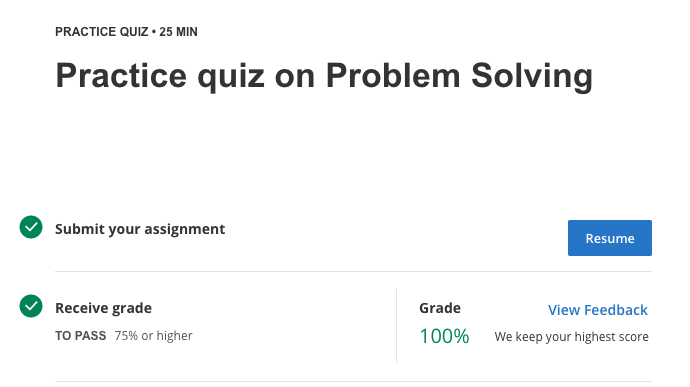 PRACTICE QUIZ • 25 MIN
Practice quiz on Problem Solving
Submit your assignment
Resume
Receive grade
TO PASS 75% or higher
Grade
100%
View Feedback
We keep your highest score